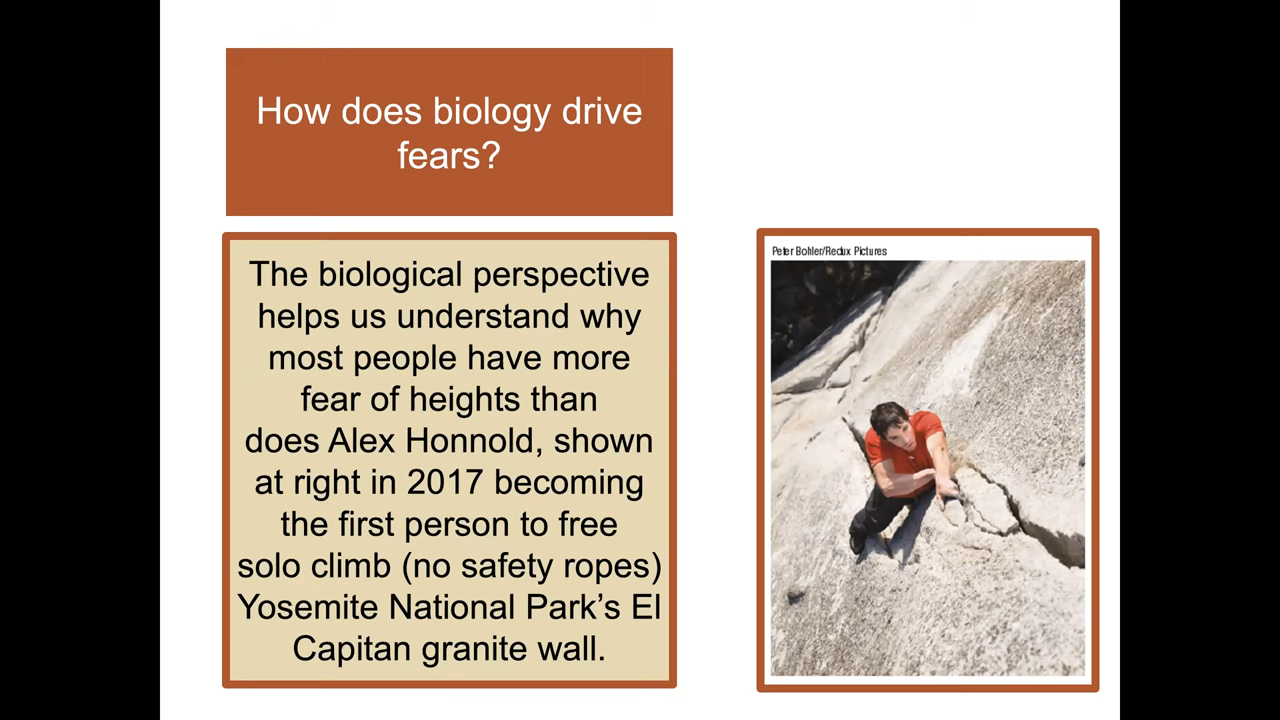 How does biology drive
fears?
The biological perspective
helps us understand why
most people have more
fear of heights than
does Alex Honnold, shown
at right in 2017 becoming
the first person to free
solo climb (no safety ropes)
Yosemite National Park’s El
Capitan granite wall.
Peter Bohler/Redux Pictures